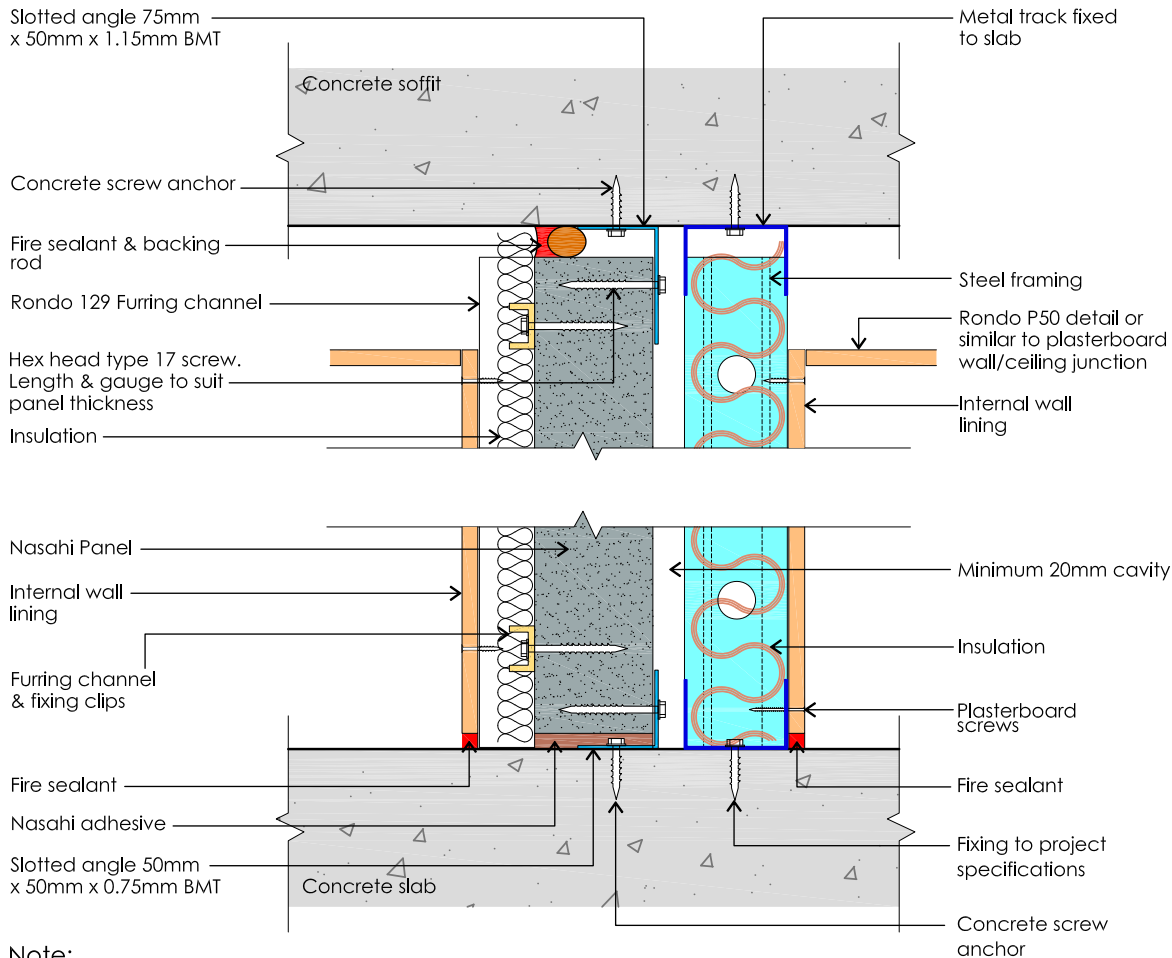 Slotted angle 75mm
x 50mm x 1.15mm BMT
Metal track fixed
to slab
Concrete soffit
Concrete screw anchor
Fire sealant & backing
rod
Rondo 129 Furring channel
Steel framing
Rondo P50 detail or
similar to plasterboard
wall/ceiling junction
Hex head type 17 screw.
Length & gauge to suit
panel thickness
Internal wall
lining
Insulation
Nasahi Panel
Minimum 20mm cavity
Internal wall
lining
Insulation
Furring channel
& fixing clips
Plasterboard
screws
Fire sealant
Fire sealant
Nasahi adhesive
Fixing to project
specifications
Slotted angle 50mm
x 50mm x 0.75mm BMT
Concrete slab
Concrete screw
anchor
Note: